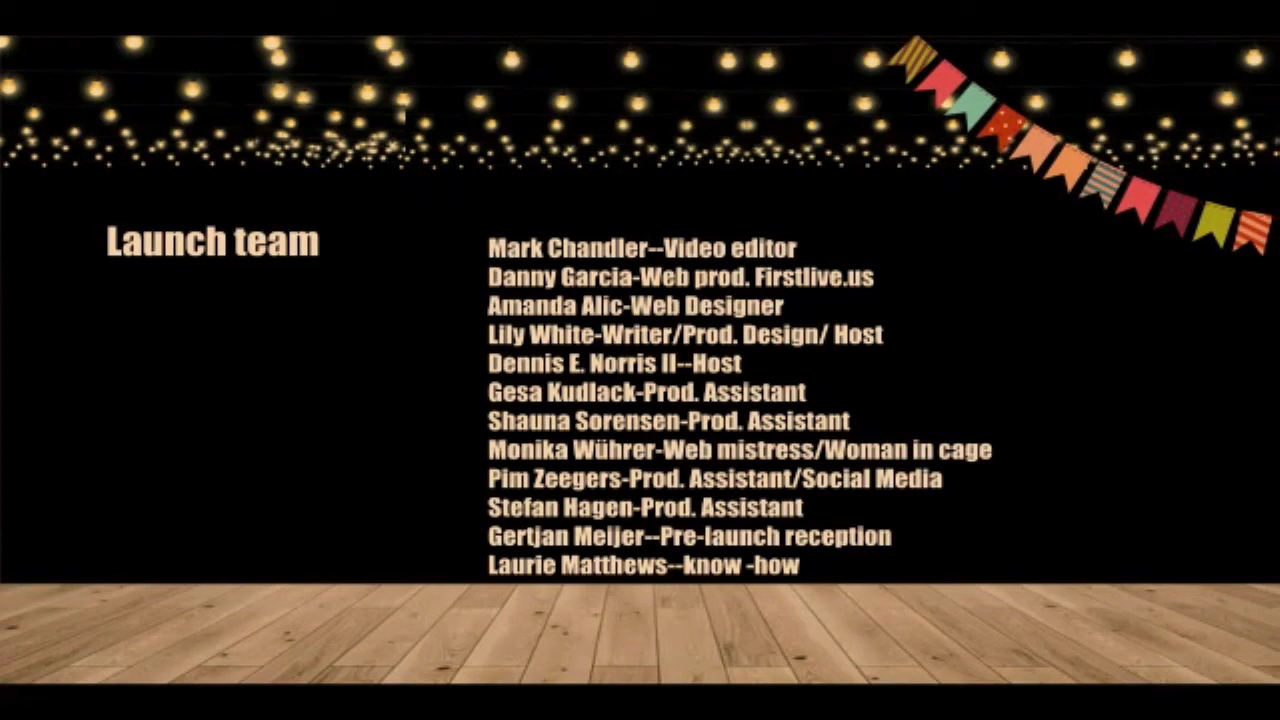 Launch team
Mark Chandler--Video editor
Danny Garcia-Web prod. Firstlive.us
Amanda Alic-Web Designer
Lily White-Writer/Prod. Design/ Host
Dennis E. Norris II--Host
Gesa Kudlack-Prod. Assistant
Shauna Sorensen-Prod. Assistant
Monika Wührer-Web mistress/Woman in cage
Pim Zeegers-Prod. Assistant/Social Media
Stefan Hagen-Prod. Assistant
Gertjan Meijer--Pre-launch reception
Laurie Matthews--know -how